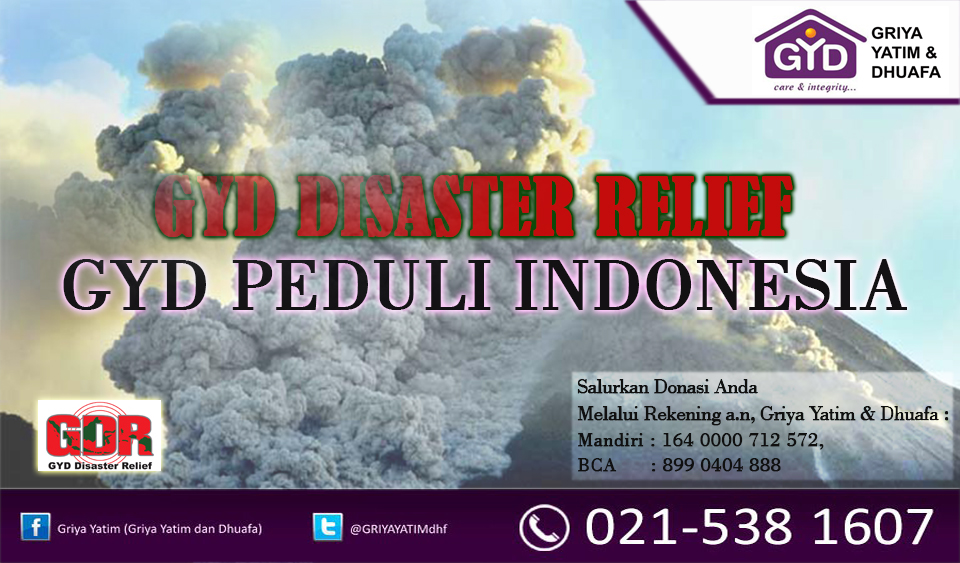 GYD
care & integrity...
GRIYA
YATIM &
DHUAFA
GYD DISASTER RELIEF
GYD PEDULI INDONESIA
Salurkan Donasi Anda
Melalui Rekening a.n, Griya Yatim & Dhuafa :
Mandiri : 164 0000 712 572,
BCA : 899 0404 888
GDR
GYD Disaster Relief
Griya Yatim (Griya Yatim dan Dhuafa)
@GRIYAYATIMdhf
021-538 1607